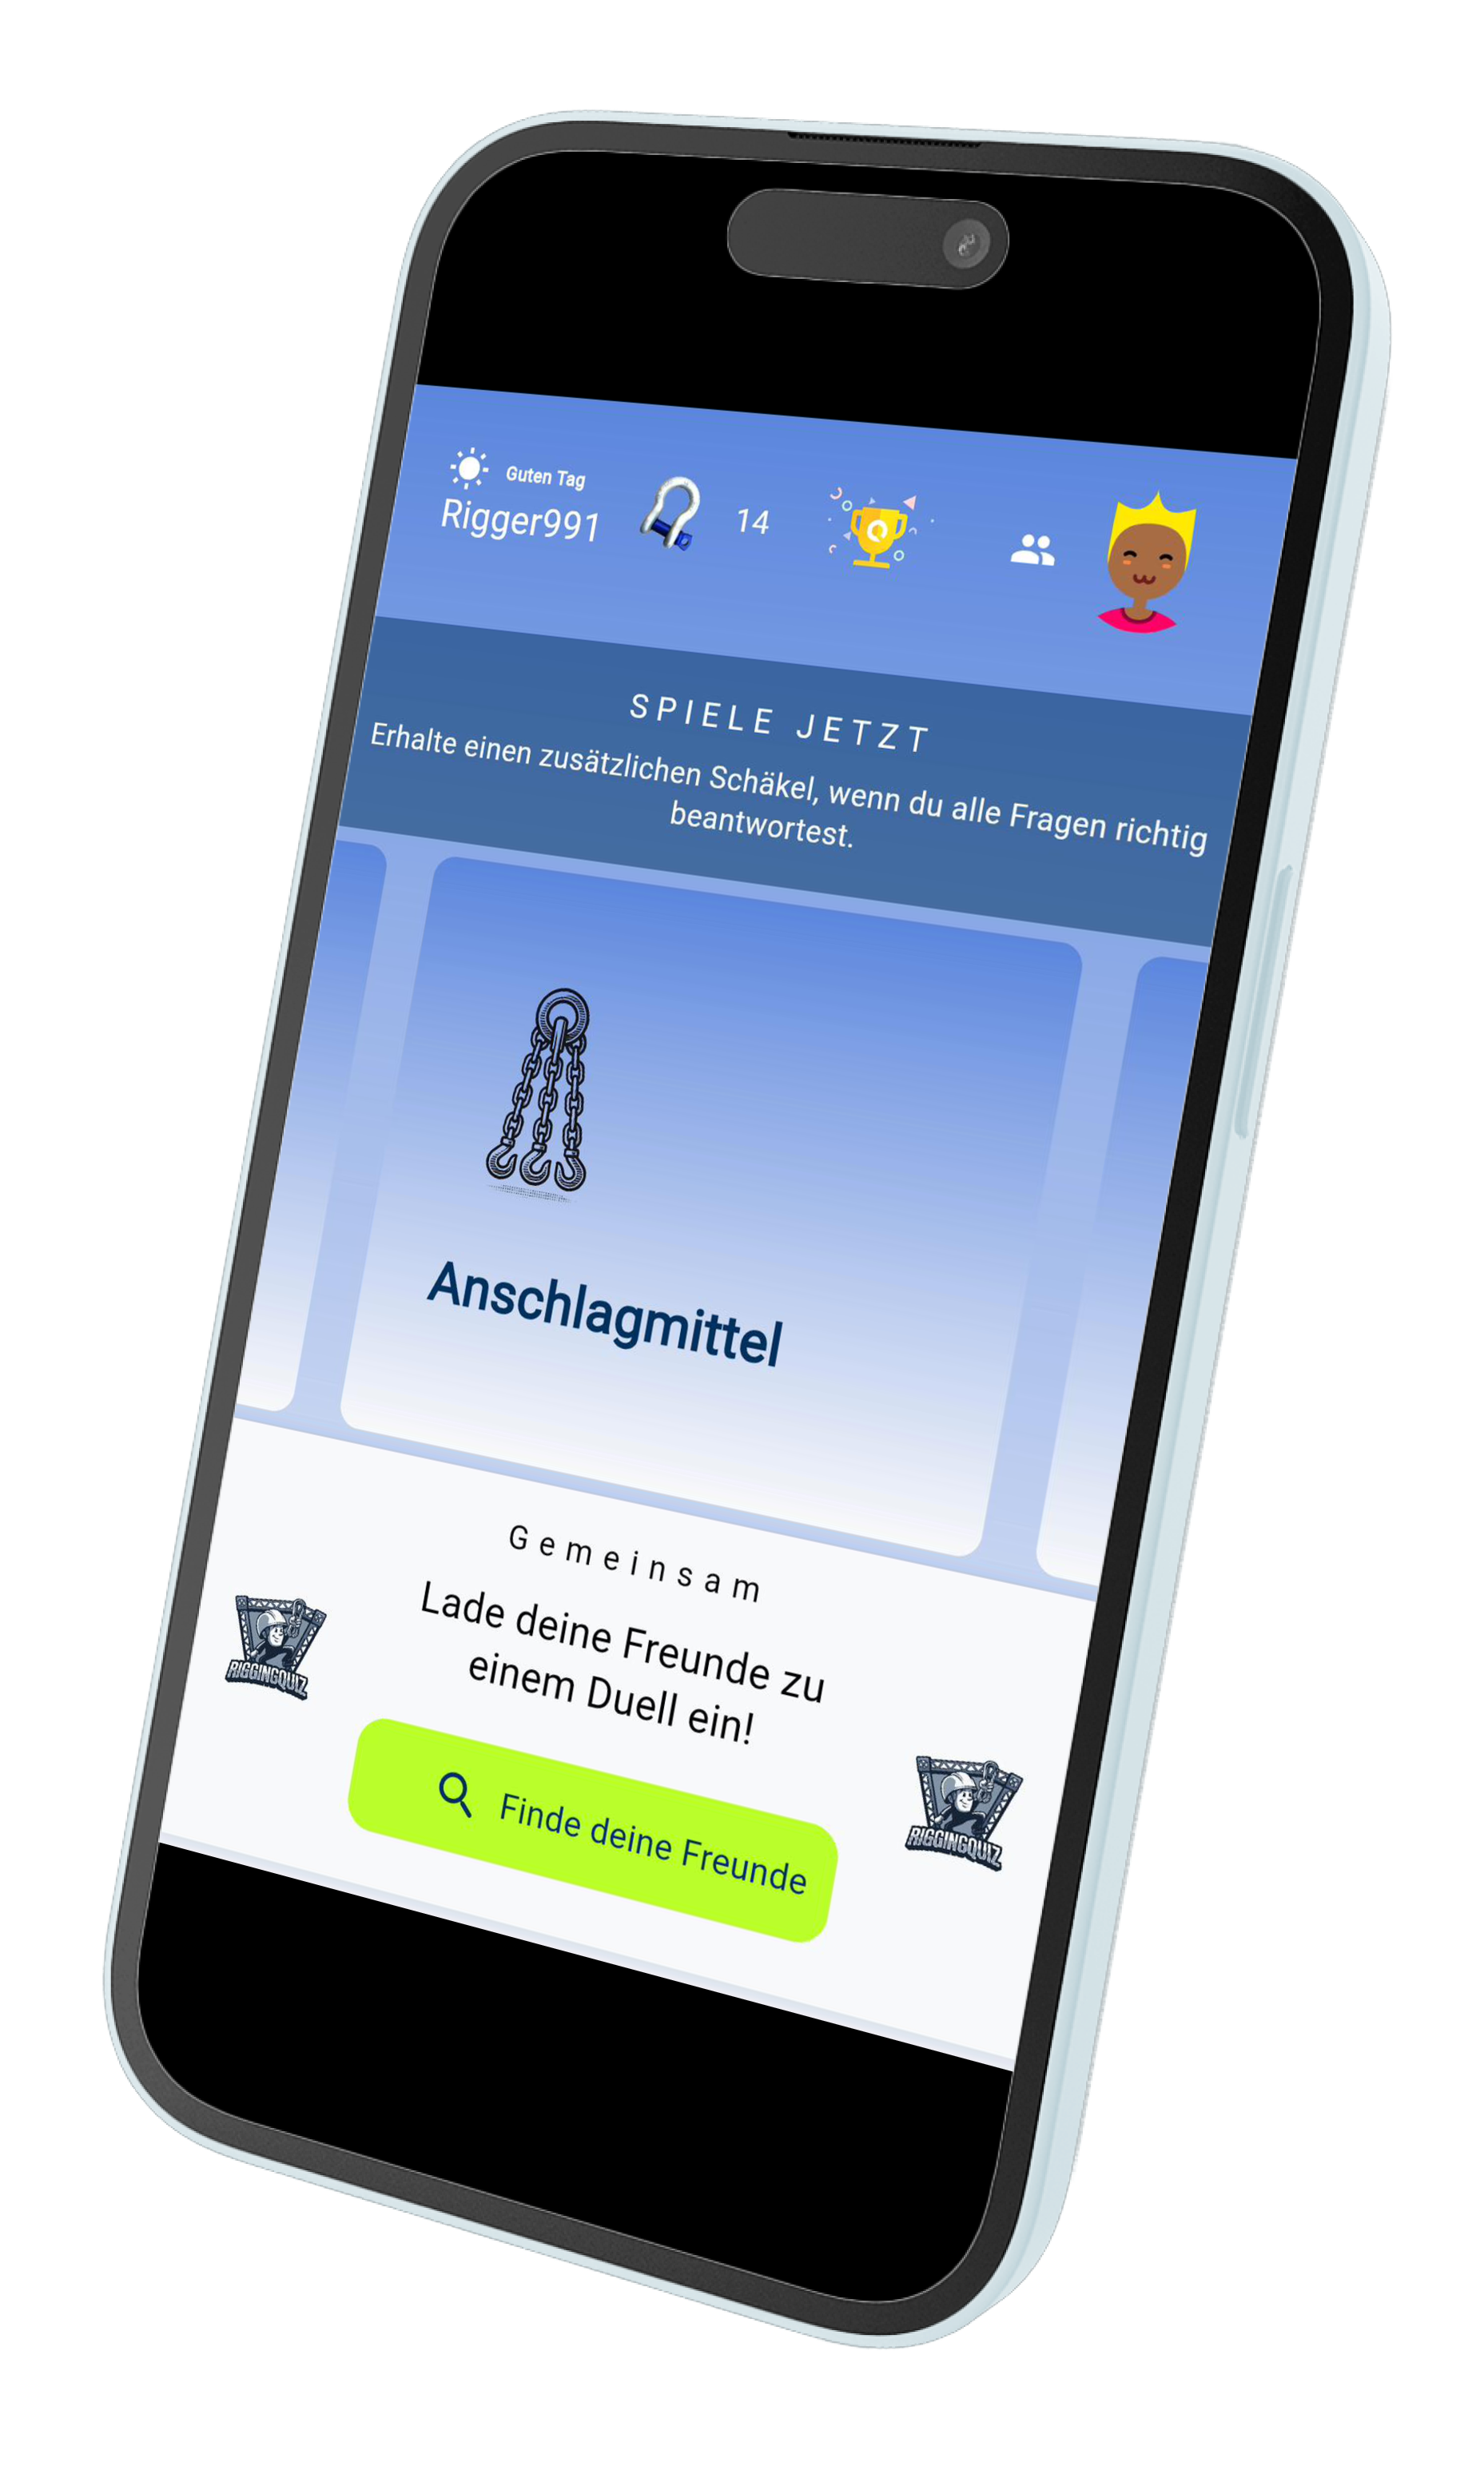 Guten Tag
Rigger991
14
SPIELE JETZT
Erhalte einen zusätzlichen Schäkel, wenn du alle Fragen richtig
beantwortest.
Anschlagmittel
Gemeinsam
Lade deine Freunde zu
einem Duell ein!
RIGGINGQUIZ
Finde deine Freunde
RIGGINGQUIZ